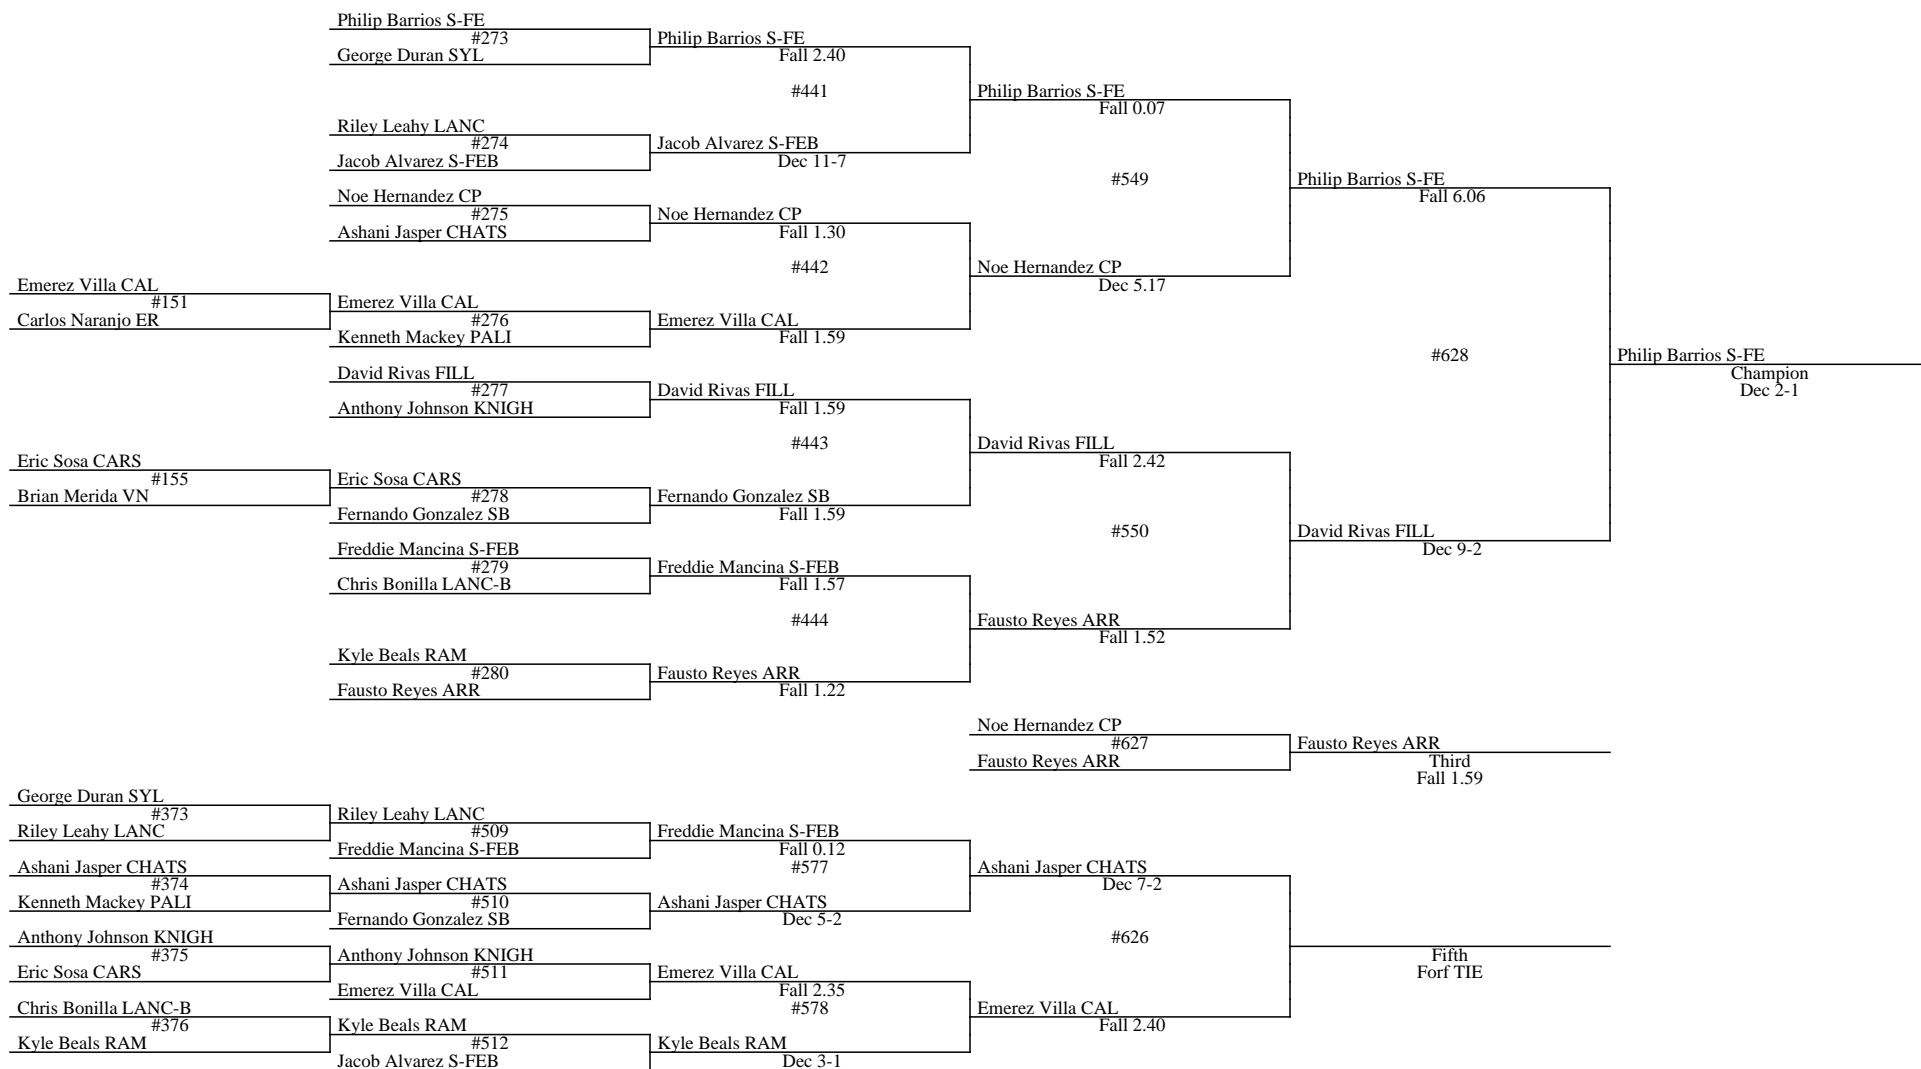 Philip Barrios S-FE
#273
George Duran SYL
Philip Barrios S-FE
Fall 2.40
#441
Riley Leahy LANC
#274
Jacob Alvarez S-FEB
Jacob Alvarez S-FEB
Dec 11-7
Philip Barrios S-FE
Fall 0.07
#549
Noe Hernandez CP
#275
Ashani Jasper CHATS
Noe Hernandez CP
Fall 1.30
#442
Emerez Villa CAL
#151
Carlos Naranjo ER
Emerez Villa CAL
#276
Kenneth Mackey PALI
Emerez Villa CAL
Fall 1.59
Noe Hernandez CP
Dec 5.17
Philip Barrios S-FE
Fall 6.06
#628
David Rivas FILL
#277
Anthony Johnson KNIGH
David Rivas FILL
Fall 1.59
#443
Eric Sosa CARS
#155
Brian Merida VN
Eric Sosa CARS
#278
Fernando Gonzalez SB
Fernando Gonzalez SB
Fall 1.59
David Rivas FILL
Fall 2.42
#550
Freddie Mancina S-FEB
#279
Chris Bonilla LANC-B
Freddie Mancina S-FEB
Fall 1.57
#444
Kyle Beals RAM
#280
Fausto Reyes ARR
Fausto Reyes ARR
Fall 1.22
Fausto Reyes ARR
Fall 1.52
David Rivas FILL
Dec 9-2
Philip Barrios S-FE
Champion
Dec 2-1
Noe Hernandez CP
#627
Fausto Reyes ARR
Fausto Reyes ARR
Third
Fall 1.59
George Duran SYL
#373
Riley Leahy LANC
Riley Leahy LANC
#509
Freddie Mancina S-FEB
Freddie Mancina S-FEB
Fall 0.12
#577
Ashani Jasper CHATS
#374
Kenneth Mackey PALI
Ashani Jasper CHATS
#510
Fernando Gonzalez SB
Ashani Jasper CHATS
Dec 5-2
Ashani Jasper CHATS
Dec 7-2
#626
Anthony Johnson KNIGH
#375
Eric Sosa CARS
Anthony Johnson KNIGH
#511
Emerez Villa CAL
Emerez Villa CAL
Fall 2.35
#578
Chris Bonilla LANC-B
#376
Kyle Beals RAM
Kyle Beals RAM
#512
Jacob Alvarez S-FEB
Kyle Beals RAM
Dec 3-1
Emerez Villa CAL
Fall 2.40
Fifth
Forf TIE